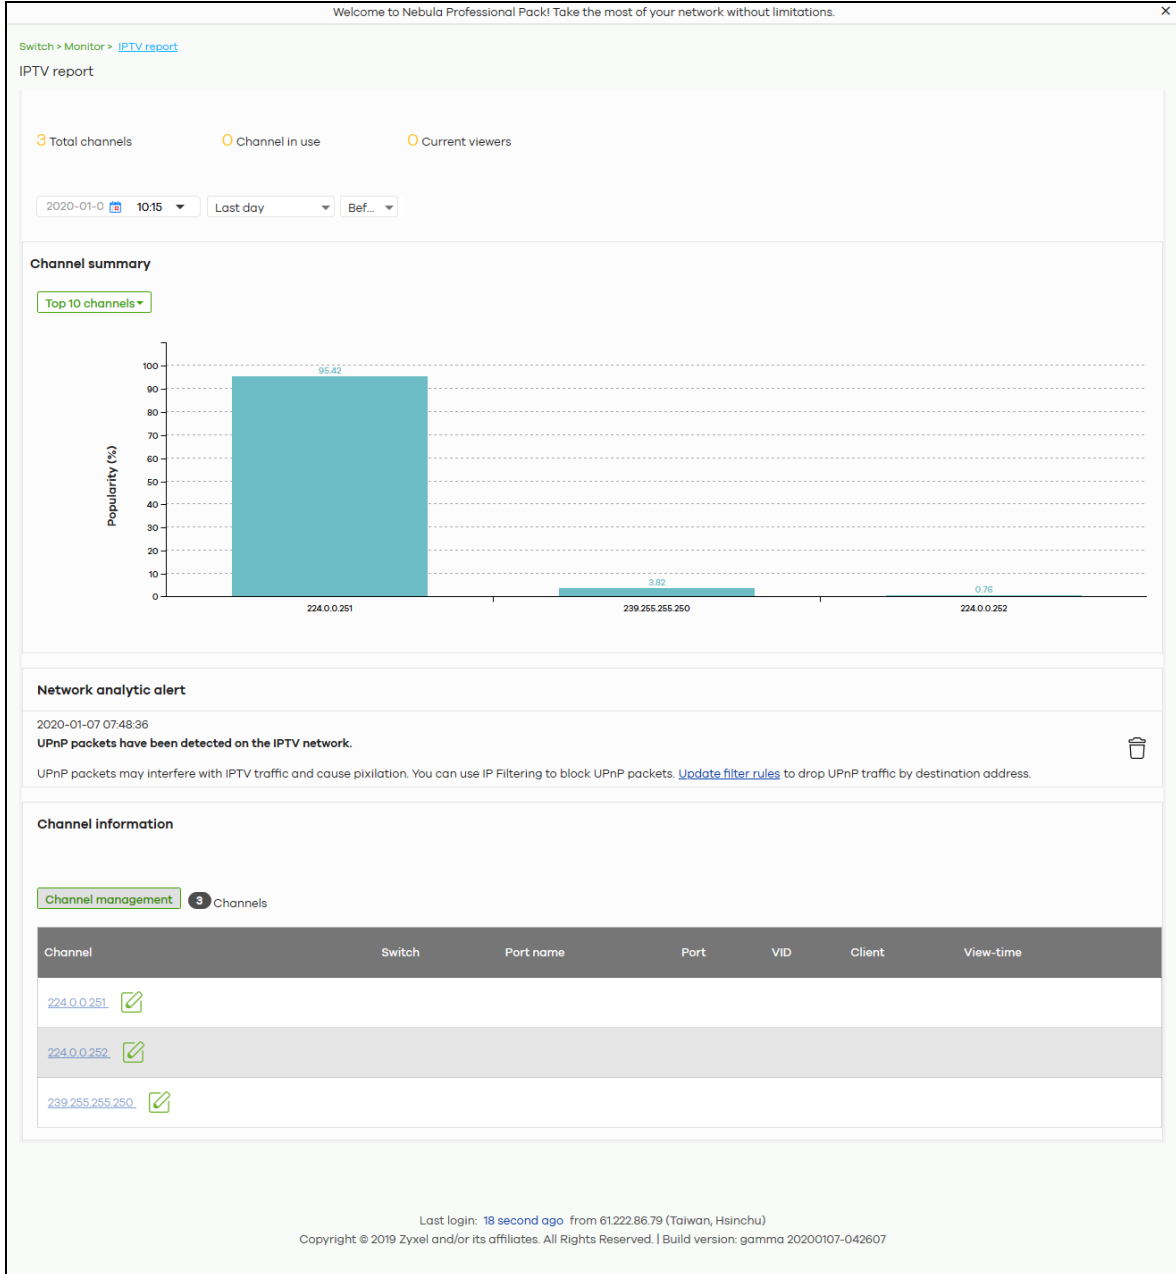 Welcome to Nebula Professional Pack! Take the most of your network without limitations.
Switch > Monitor > IPTV report
IPTV report
3 Total channels 0 Channel in use 0 Current viewers
2020-01-0 10:15 Last day Bef...
Channel summary
Top 10 channels
Popularity (%)
100
90
80
70
60
50
40
30
20
10
0
95.42
3.82
0.76
224.0.0.251 239.255.255.250 224.0.0.252
Network analytic alert
2020-01-07 07:48:36
UPnP packets have been detected on the IPTV network.
UPnP packets may interfere with IPTV traffic and cause pixilation. You can use IP Filtering to block UPnP packets. Update filter rules to drop UPnP traffic by destination address.
Channel information
Channel management 3 Channels
Channel Switch Port name Port VID Client View-time
224.0.0.251
224.0.0.252
239.255.255.250
Last login: 18 second ago from 61.222.86.79 (Taiwan, Hsinchu)
Copyright © 2019 Zyxel and/or its affiliates. All Rights Reserved. | Build version: gamma 20200107-042607